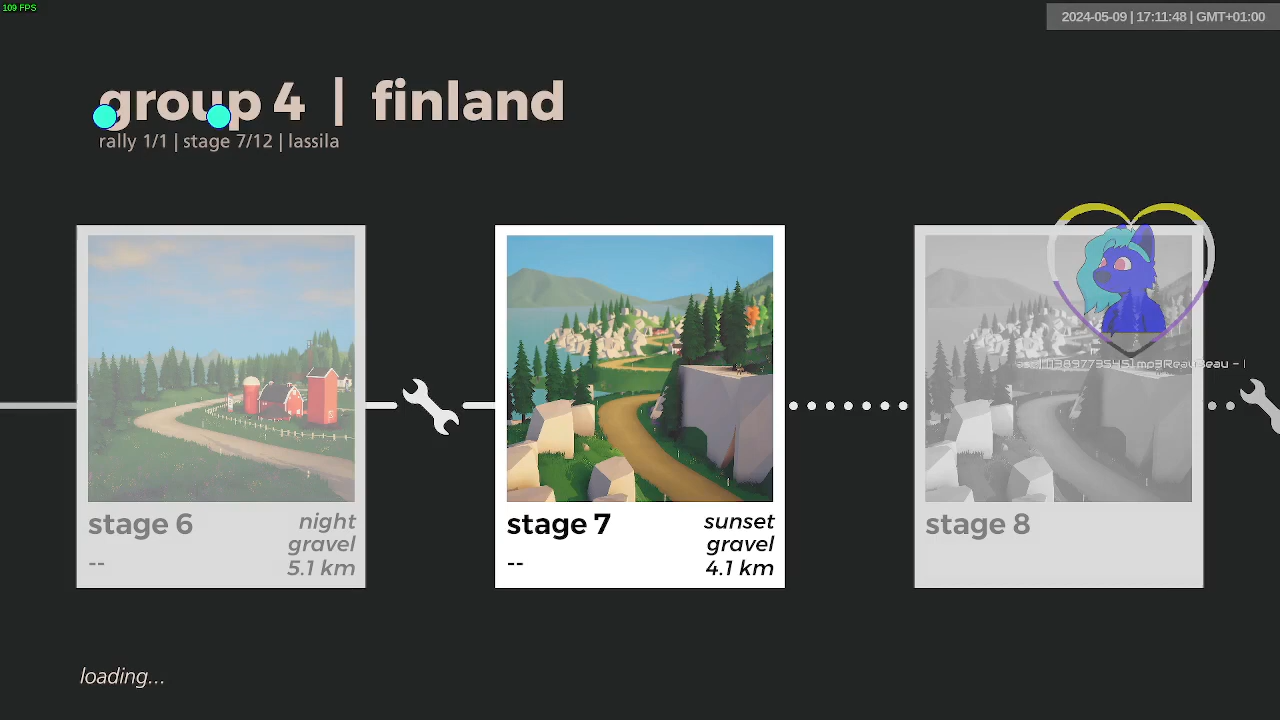 109 FPS
2024-05-09 | 17:11:48 | GMT+01:00
group 4 | finland
rally 1/1 | stage 7/12 | lassila
stage 6
night
gravel
--
5.1 km
stage 7
sunset
gravel
--
4.1 km
stage 8
loading...